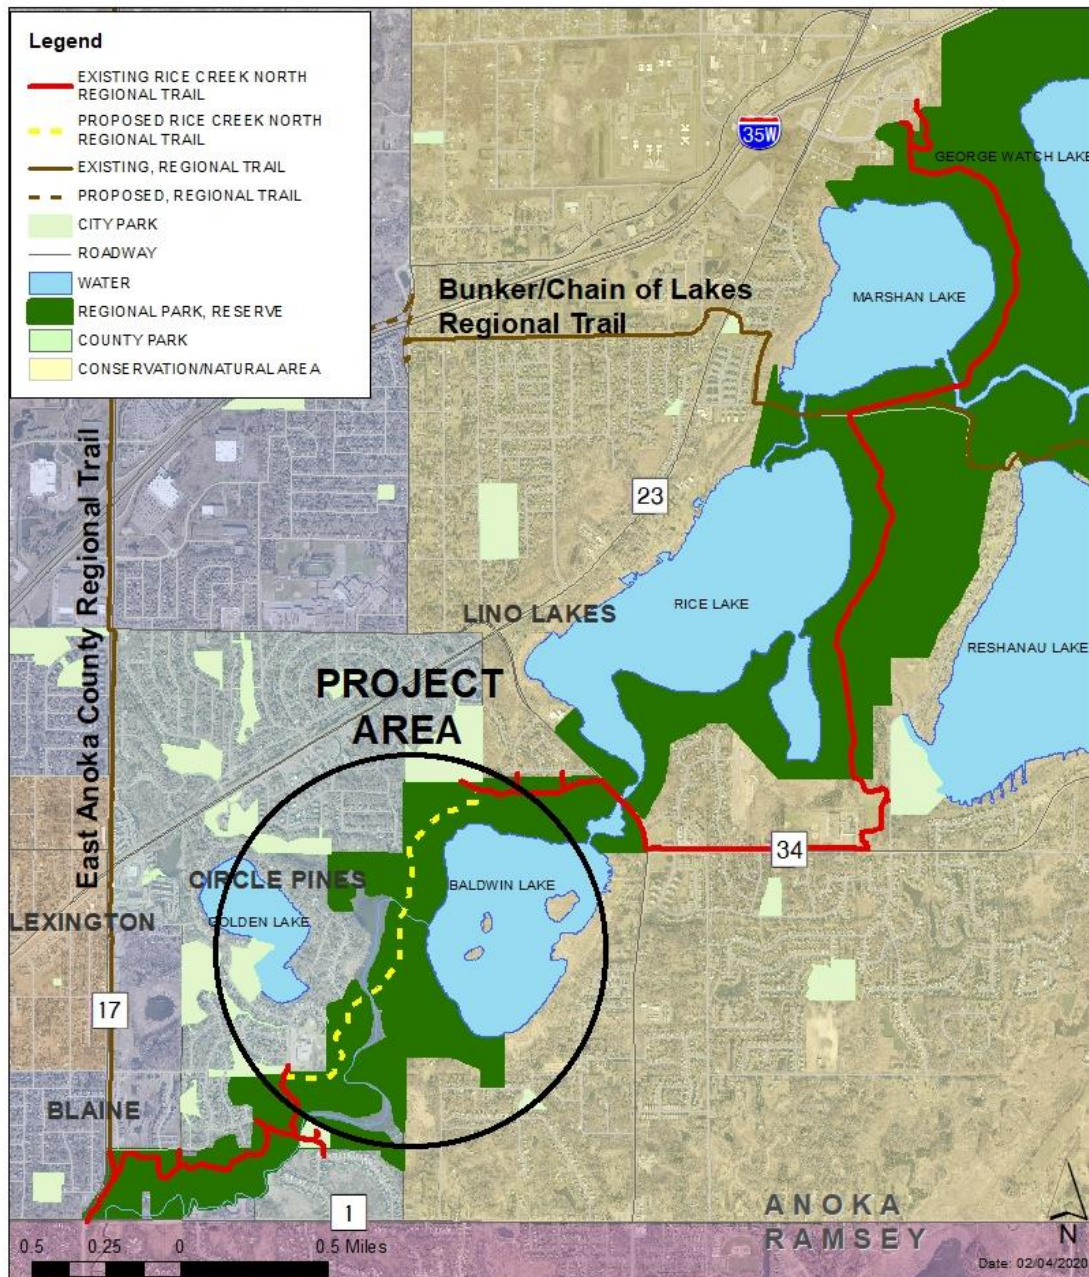 Legend
EXISTING RICE CREEK NORTH
REGIONAL TRAIL
PROPOSED RICE CREEK NORTH
REGIONAL TRAIL
EXISTING, REGIONAL TRAIL
PROPOSED, REGIONAL TRAIL
CITY PARK
ROADWAY
WATER
REGIONAL PARK, RESERVE
COUNTY PARK
CONSERVATION/NATURAL AREA
35W
GEORGE WATCH LAKE
MARSHAN LAKE
Bunker/Chain of Lakes
Regional Trail
East Anoka County Regional Trail
23
LINO LAKES
RICE LAKE
RESHANAU LAKE
PROJECT
AREA
34
CIRCLE PINES
BALDWIN LAKE
GOLDEN LAKE
LEXINGTON
17
BLAINE
1
ANOKA
RAMSEY
N
0.5 0.25 0 0.5 Miles
Date: 02/04/2020